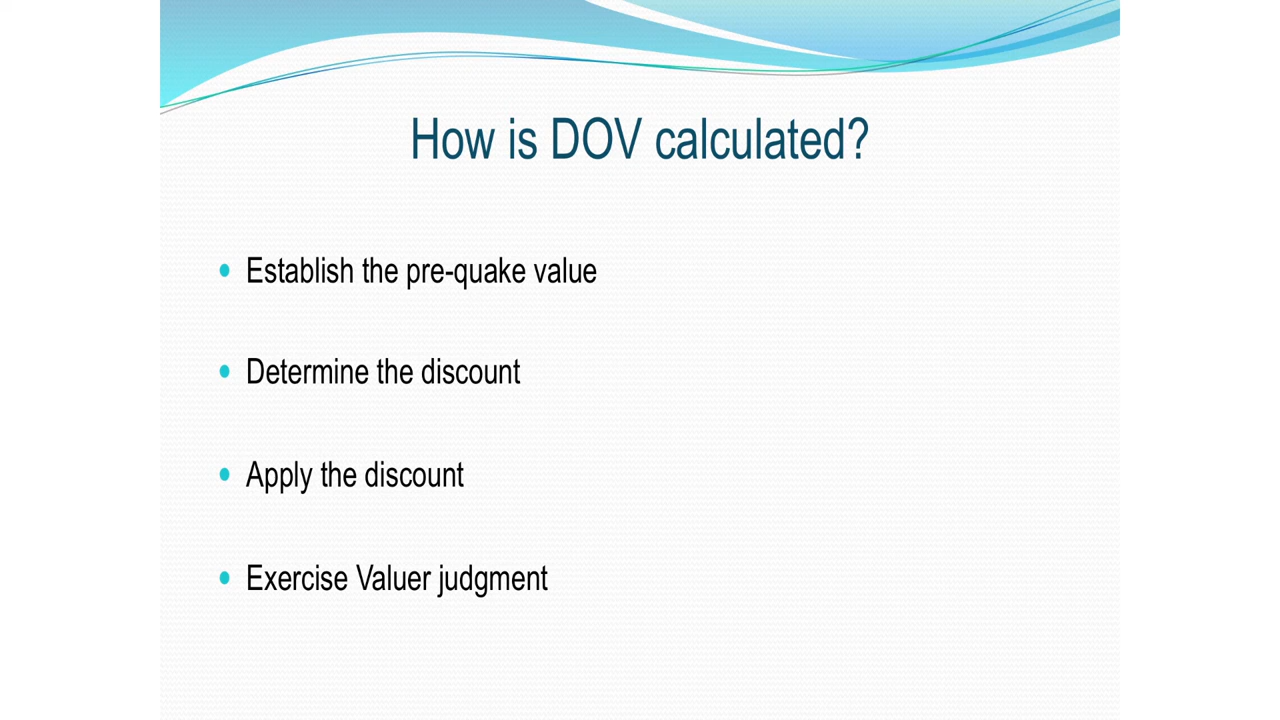 How is DOV calculated?
Establish the pre-quake value
Determine the discount
Apply the discount
Exercise Valuer judgment